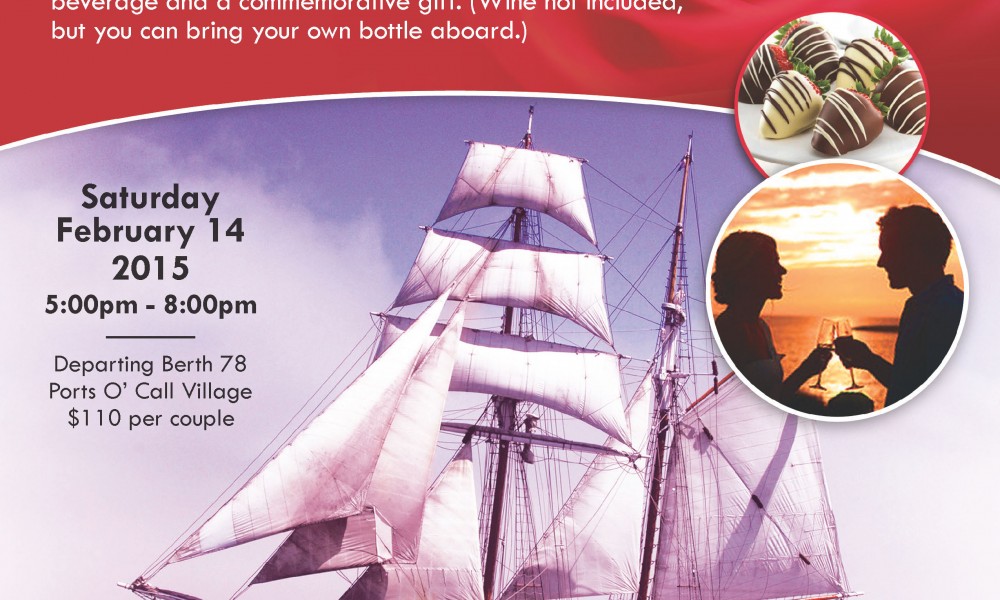 beverage and a commemorative gift. (Wine not included,
but you can bring your own bottle aboard.)
Saturday
February 14
2015
5:00pm - 8:00pm
Departing Berth 78
Ports O’ Call Village
$110 per couple